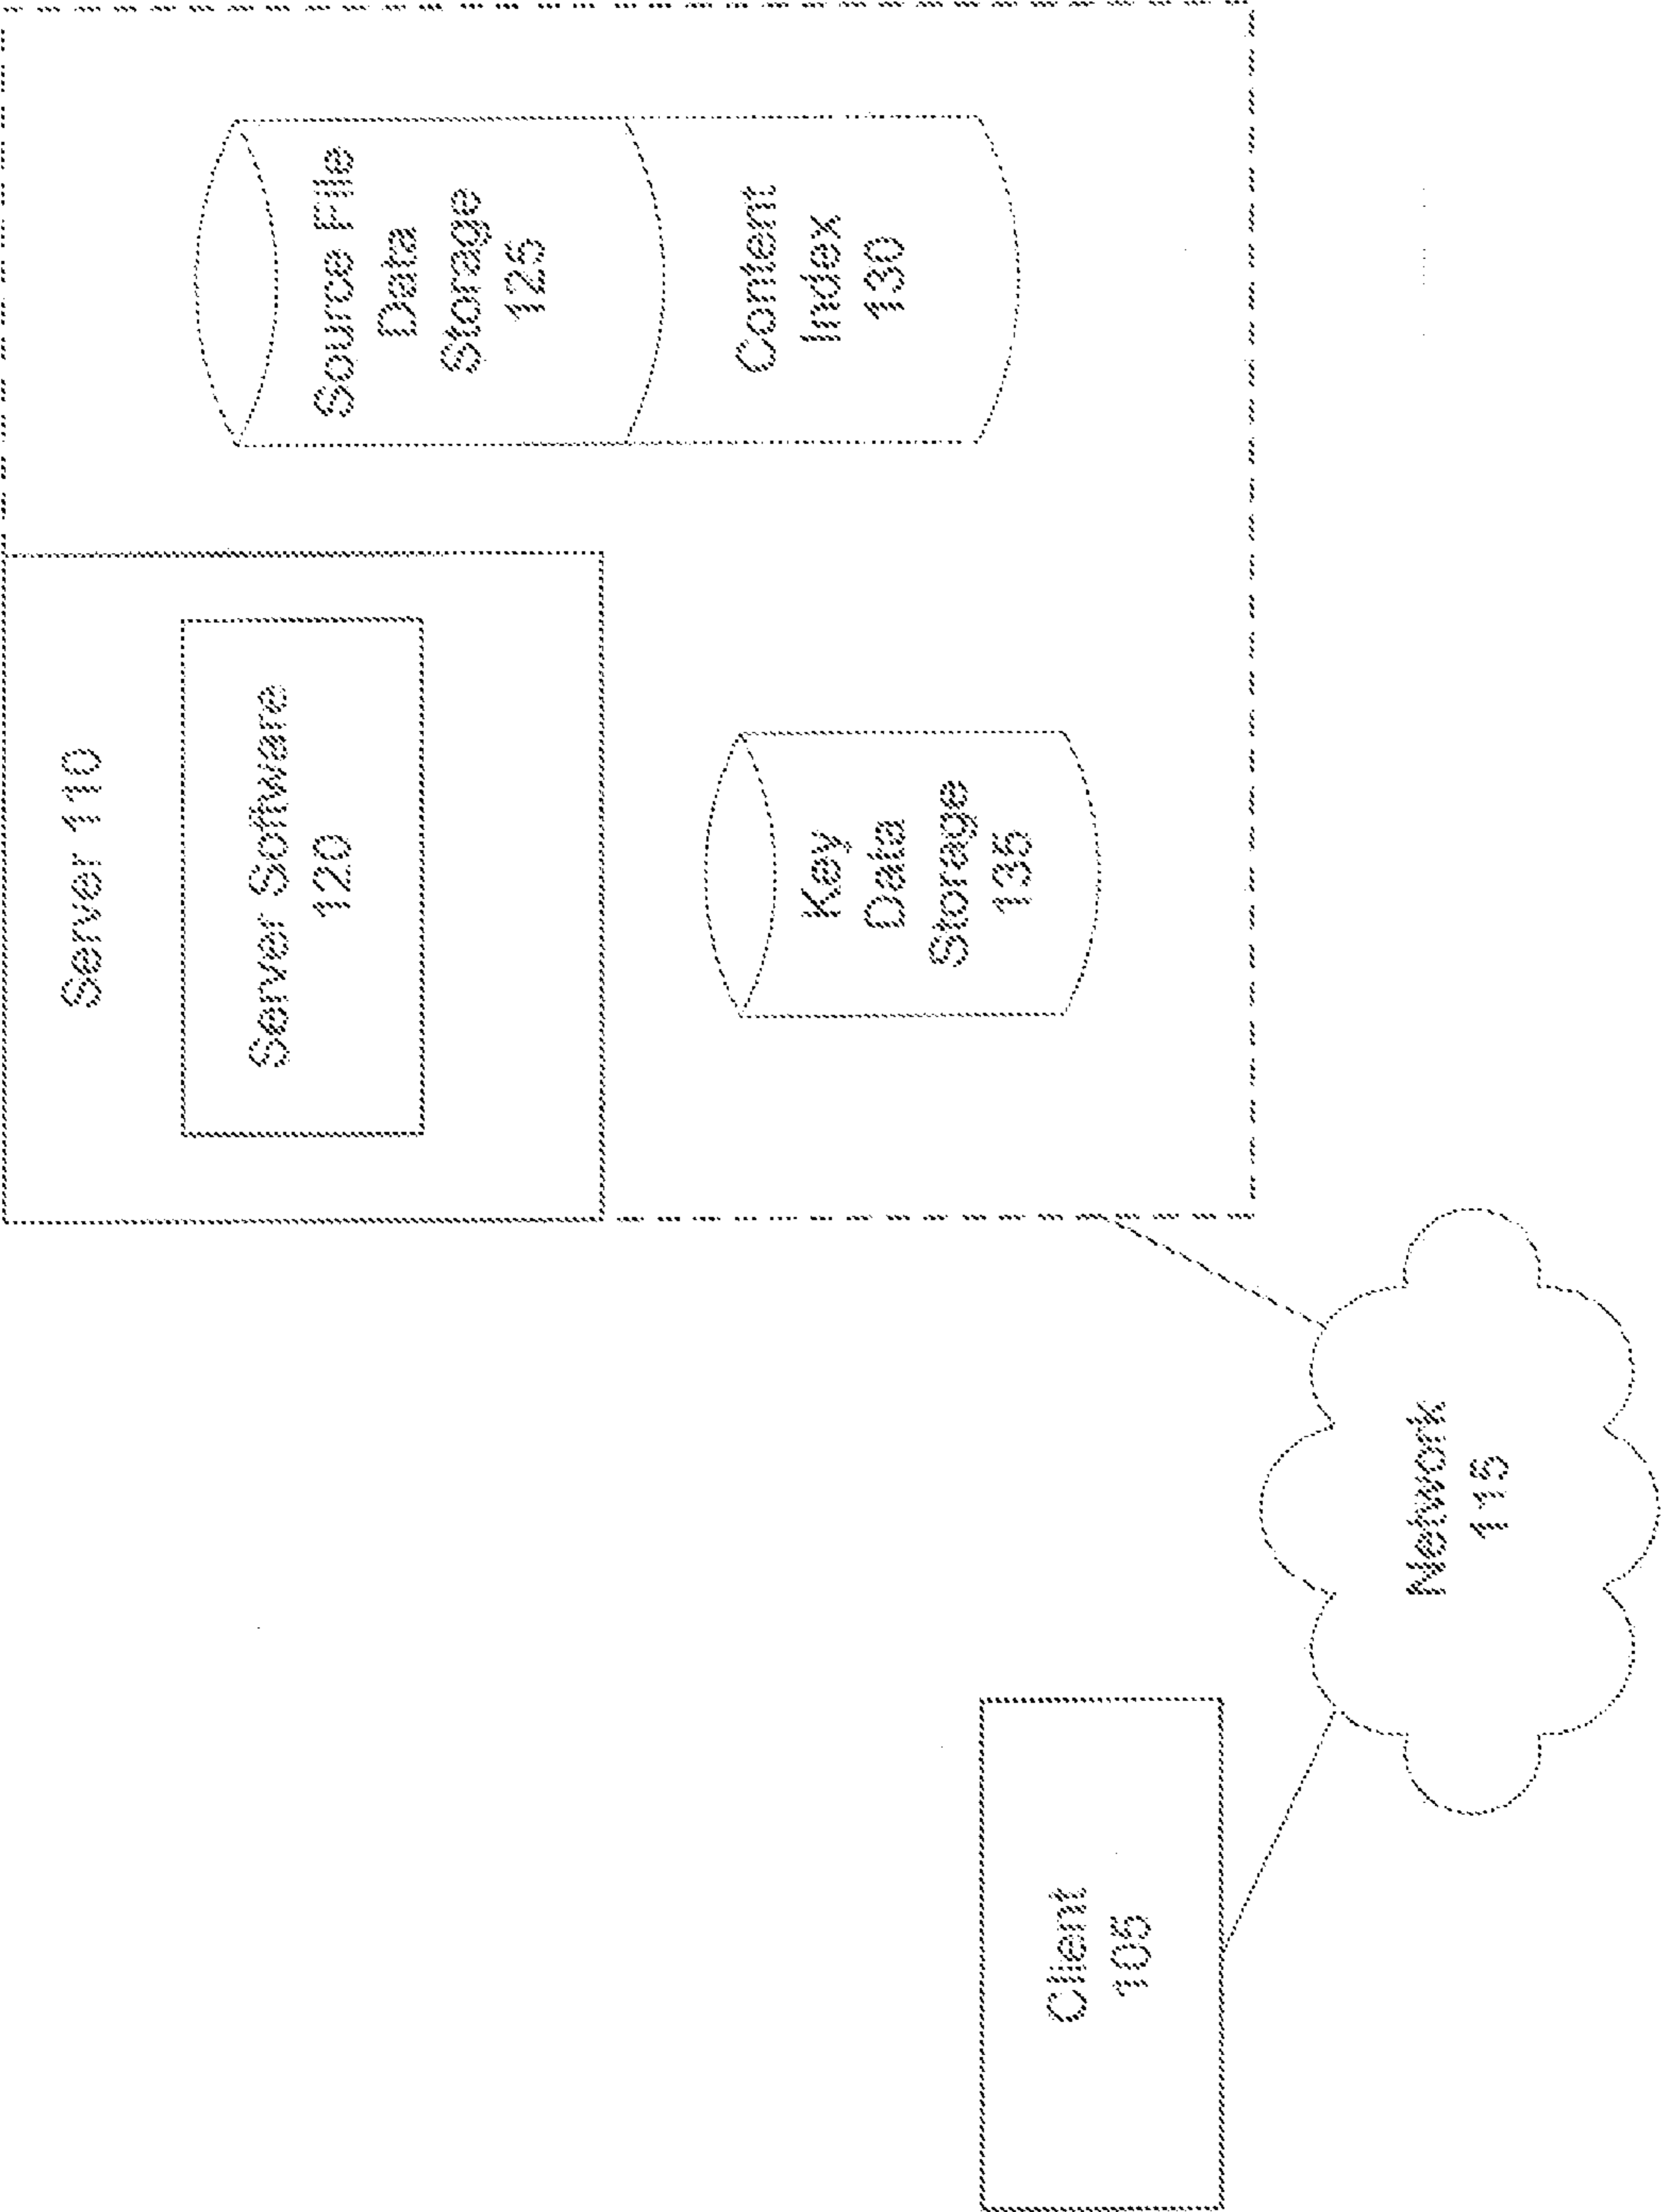 Server 110
Server Software
120
Source File
Data
Storage
125
Content
Index
130
Key
Data
Storage
135
Client
105
Network
115